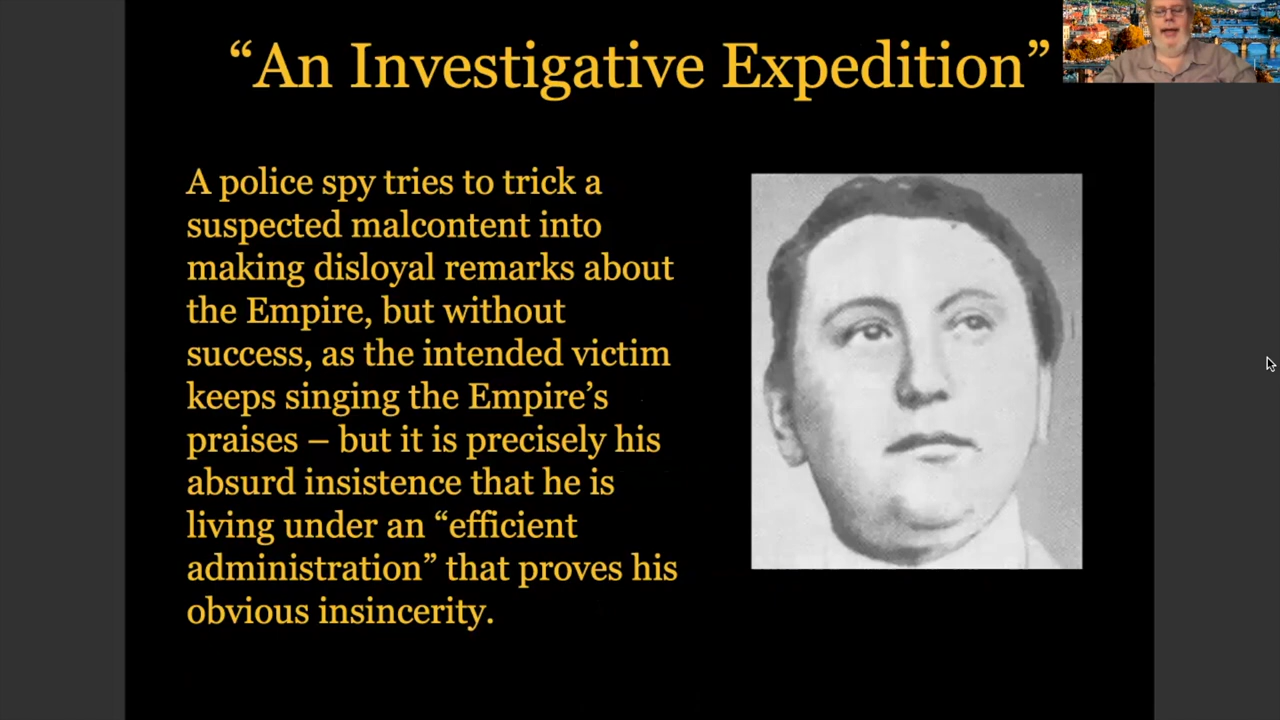 “An Investigative Expedition”
A police spy tries to trick a
suspected malcontent into
making disloyal remarks about
the Empire, but without
success, as the intended victim
keeps singing the Empire’s
praises – but it is precisely his
absurd insistence that he is
living under an “efficient
administration” that proves his
obvious insincerity.